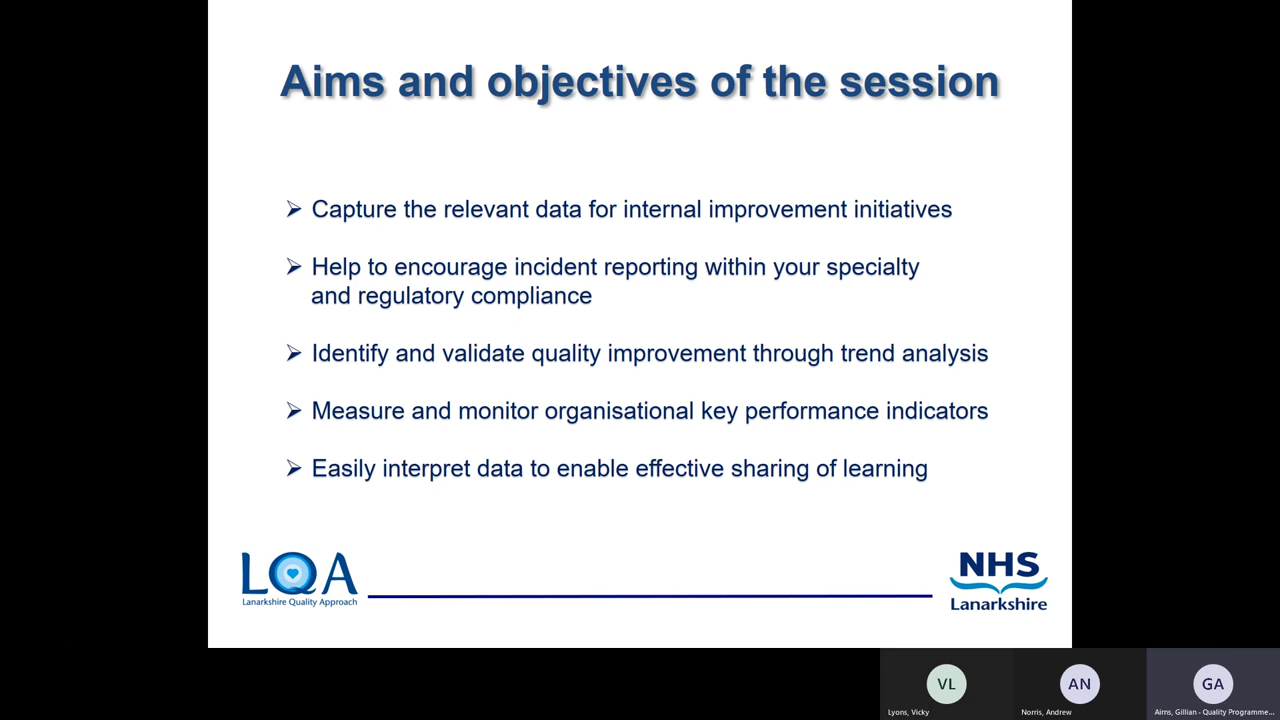 Aims and objectives of the session
➢ Capture the relevant data for internal improvement initiatives
➢ Help to encourage incident reporting within your specialty
and regulatory compliance
➢ Identify and validate quality improvement through trend analysis
➢ Measure and monitor organisational key performance indicators
➢ Easily interpret data to enable effective sharing of learning
LQA
Lanarkshire Quality Approach
NHS
Lanarkshire
VL
Lyons, Vicky
AN
Norris, Andrew
GA
Airns, Gillian - Quality Programme...